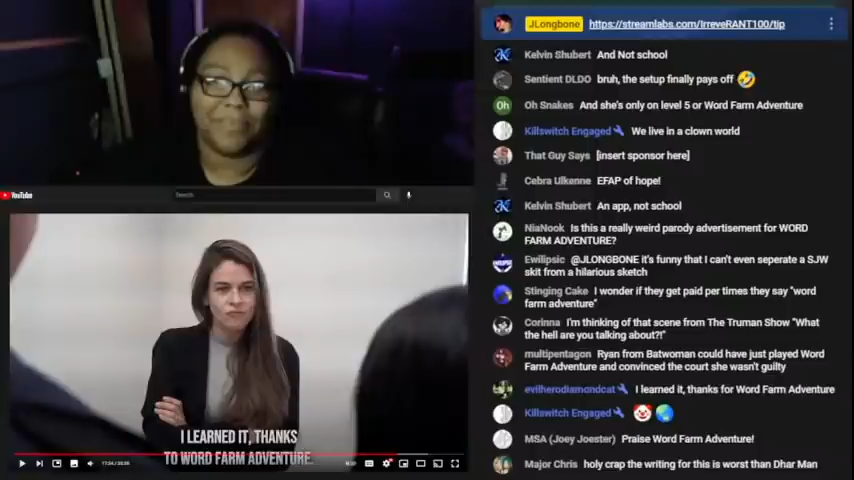 JLongbone https://streamlabs.com/IrreveRANT100/tip
Kelvin Shubert And Not school
Sentient DLDO bruh, the setup finally pays off
Oh Oh Snakes And she's only on level 5 or Word Farm Adventure
Killswitch Engaged We live in a clown world
That Guy Says [insert sponsor here]
Cebra Ulkenne EFAP of hope!
Kelvin Shubert An app, not school
NiaNook Is this a really weird parody advertisement for WORD
FARM ADVENTURE?
Ewilipsic @JLONGBONE it's funny that I can't even seperate a SJW
skit from a hilarious sketch
Stinging Cake I wonder if they get paid per times they say "word
farm adventure"
Corinna I'm thinking of that scene from The Truman Show "What
the hell are you talking about?!"
multipentagon Ryan from Batwoman could have just played Word
Farm Adventure and convinced the court she wasn't guilty
evilherodiamondcat I learned it, thanks for Word Farm Adventure
Killswitch Engaged
MSA (Joey Joester) Praise Word Farm Adventure!
Major Chris holy crap the writing for this is worst than Dhar Man
YouTube
Search
I LEARNED IT, THANKS
TO WORD FARM ADVENTURE.